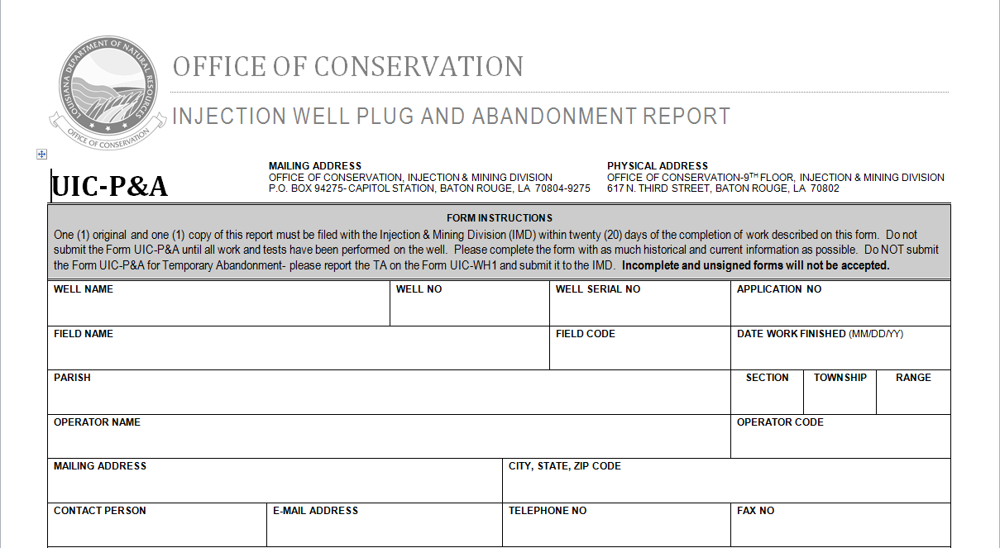 LOUISIANA DEPARTMENT OF NATURAL RESOURCES
OFFICE OF CONSERVATION
OFFICE OF CONSERVATION
INJECTION WELL PLUG AND ABANDONMENT REPORT
UIC-P&A
MAILING ADDRESS
OFFICE OF CONSERVATION, INJECTION & MINING DIVISION
P.O. BOX 94275- CAPITOL STATION, BATON ROUGE, LA 70804-9275
PHYSICAL ADDRESS
OFFICE OF CONSERVATION-9TH FLOOR, INJECTION & MINING DIVISION
617 N. THIRD STREET, BATON ROUGE, LA 70802
FORM INSTRUCTIONS
One (1) original and one (1) copy of this report must be filed with the Injection & Mining Division (IMD) within twenty (20) days of the completion of work described on this form. Do not
submit the Form UIC-P&A until all work and tests have been performed on the well. Please complete the form with as much historical and current information as possible. Do NOT submit
the Form UIC-P&A for Temporary Abandonment- please report the TA on the Form UIC-WH1 and submit it to the IMD. Incomplete and unsigned forms will not be accepted.
WELL NAME
WELL NO
WELL SERIAL NO
APPLICATION NO
FIELD NAME
FIELD CODE
DATE WORK FINISHED (MM/DD/YY)
PARISH
SECTION
TOWNSHIP
RANGE
OPERATOR NAME
OPERATOR CODE
MAILING ADDRESS
CITY, STATE, ZIP CODE
CONTACT PERSON
E-MAIL ADDRESS
TELEPHONE NO
FAX NO